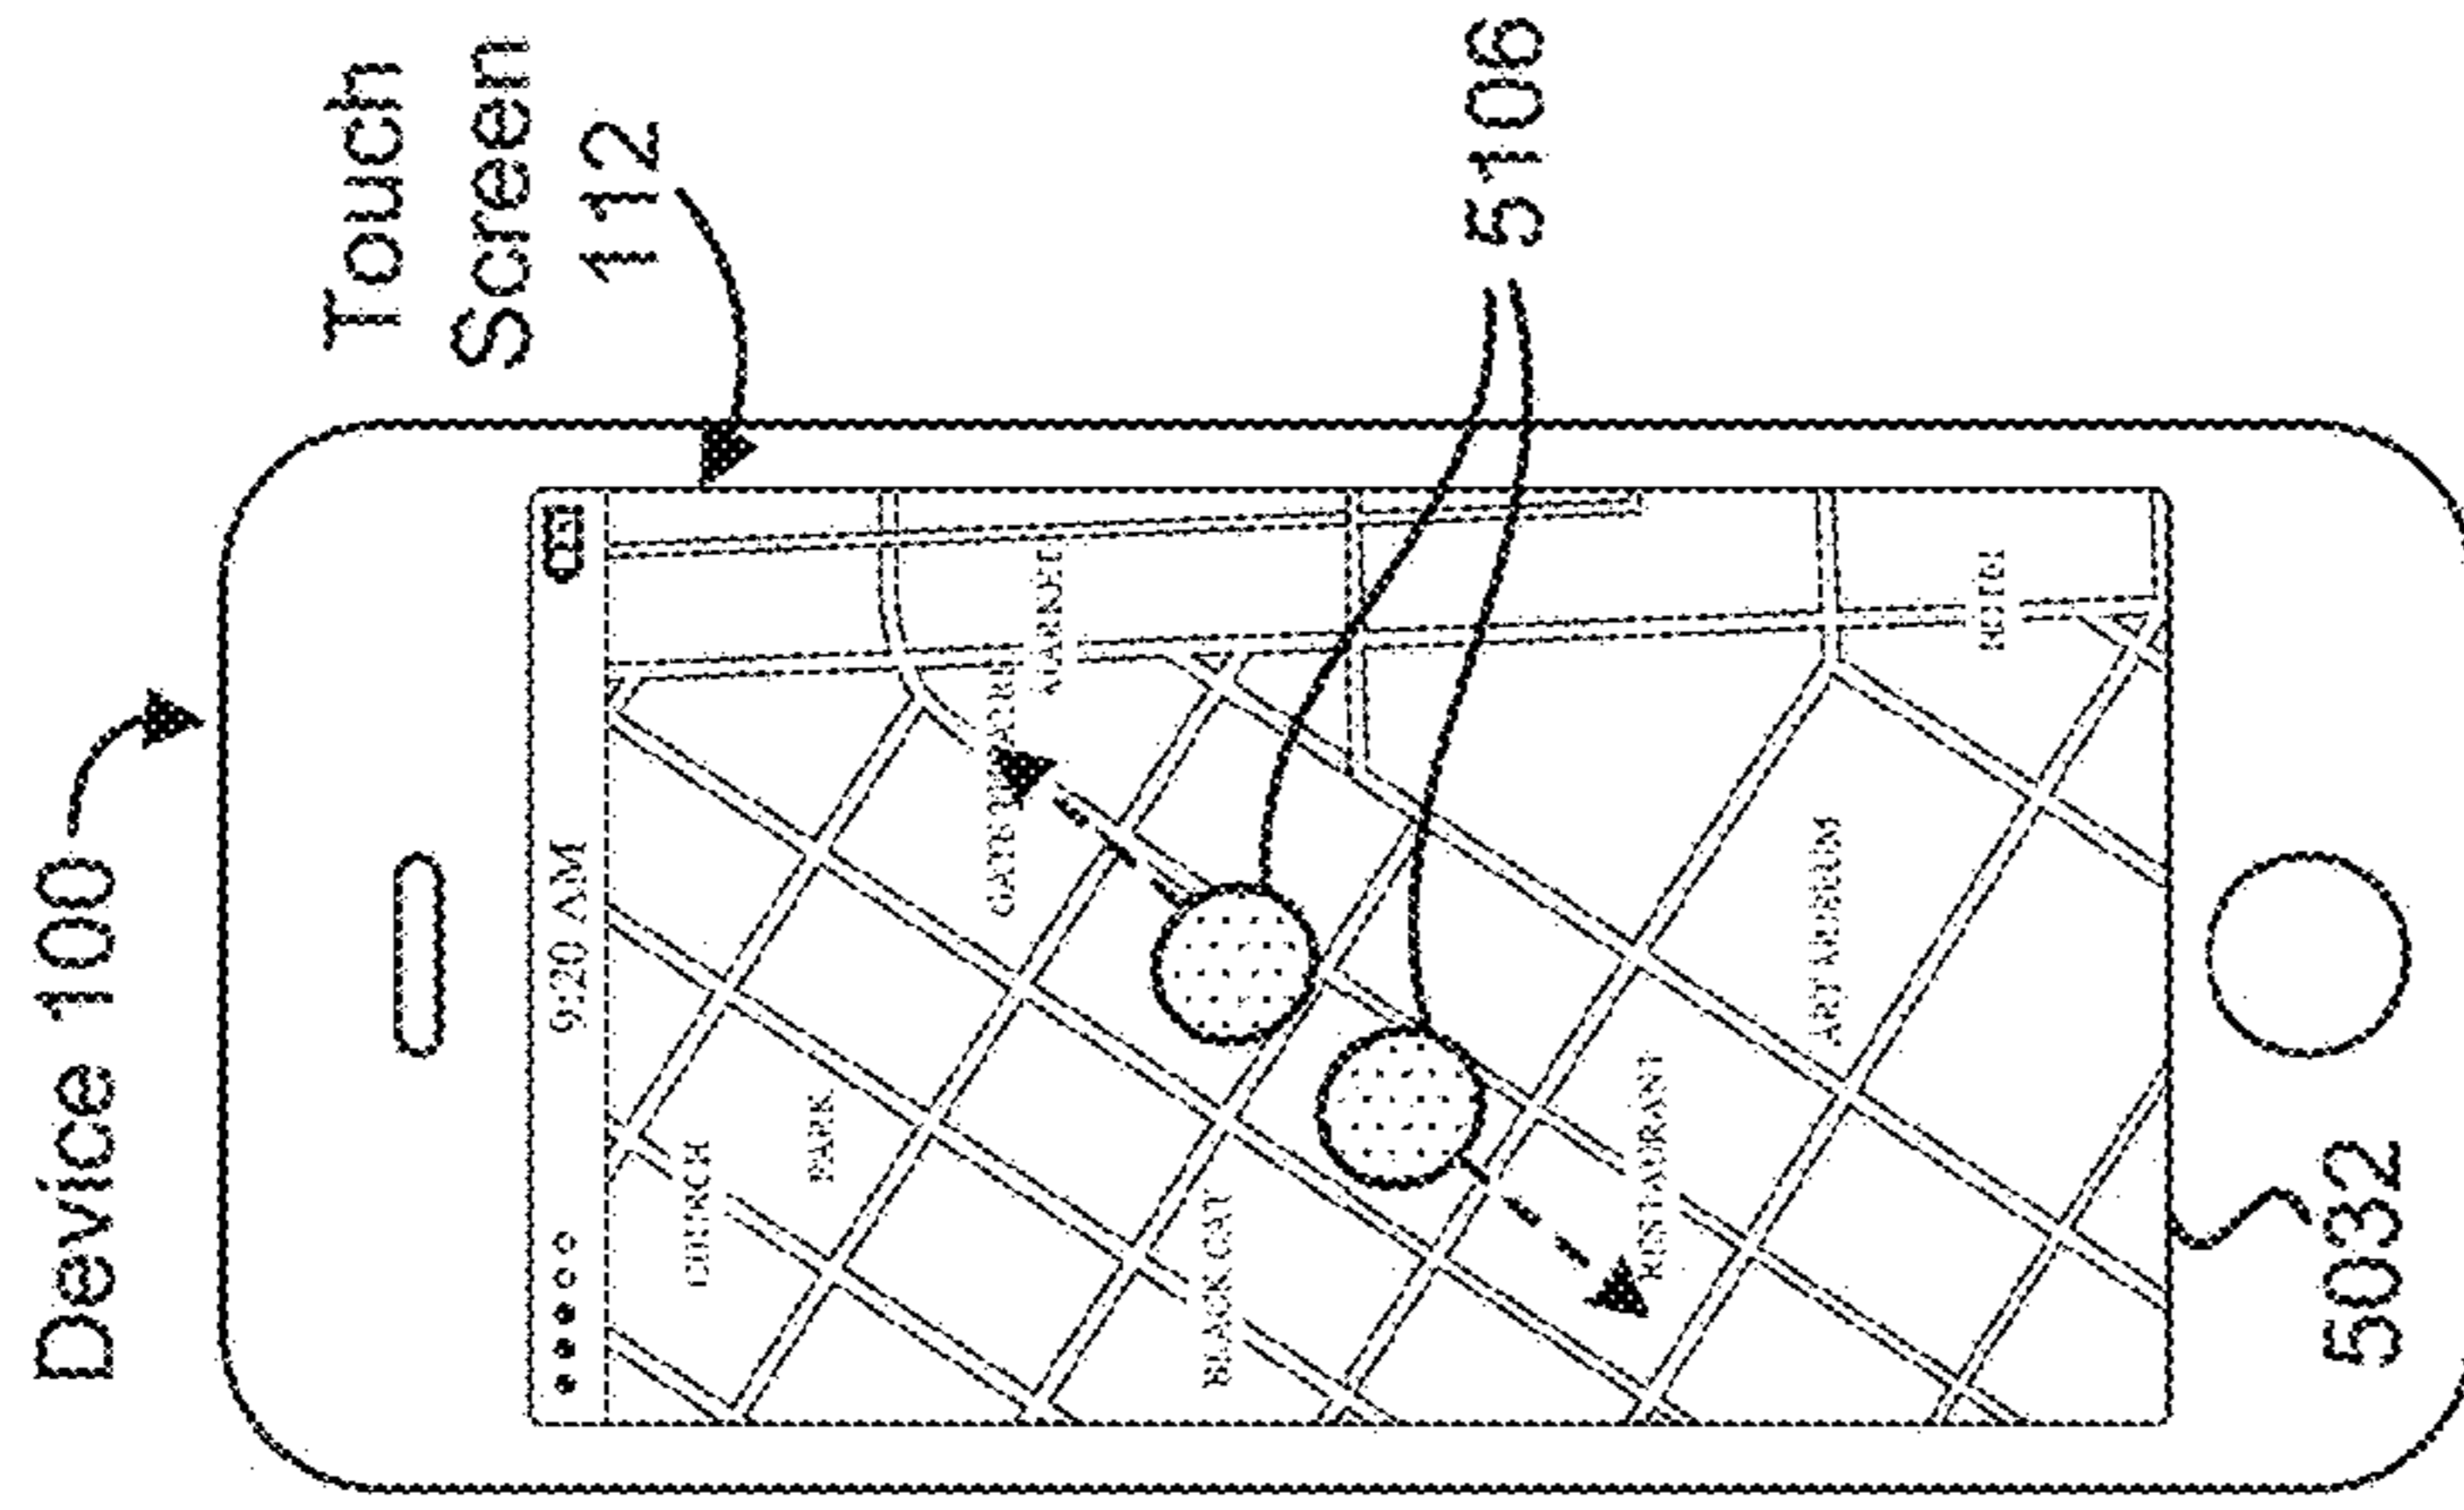 Device 100
Touch
Screen
112
9:20 AM
CHURCH
PARK
MARKET
BLACK CAT
5106
RESTAURANT
ART MUSEUM
HOTEL
5032